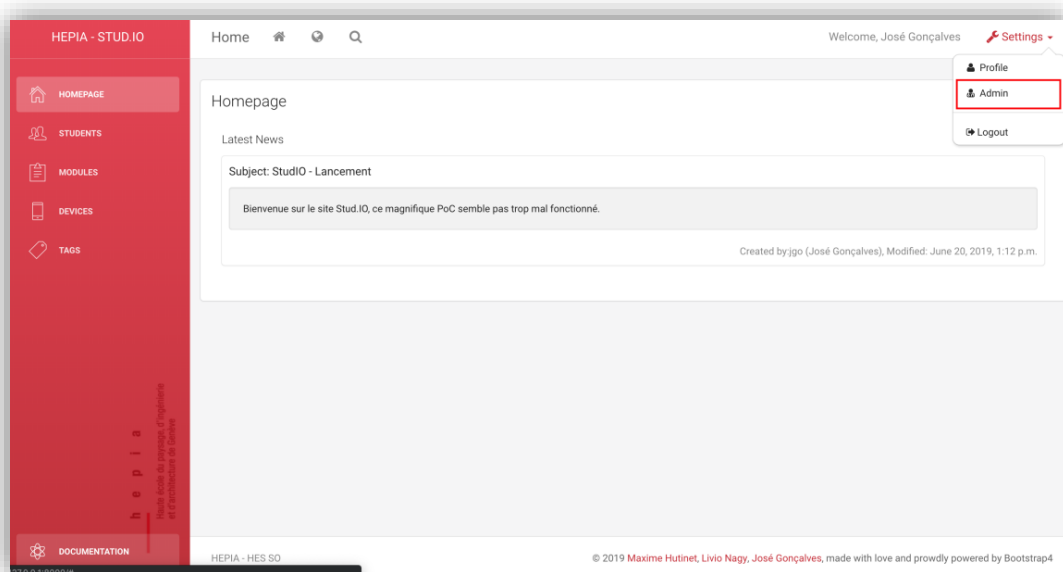 HEPIA - STUD.IO
Home
Welcome, José Gonçalves
Settings
Profile
Admin
Logout
HOMEPAGE
STUDENTS
MODULES
DEVICES
TAGS
Homepage
Latest News
Subject: StudIO - Lancement
Bienvenue sur le site Stud.IO, ce magnifique PoC semble pas trop mal fonctionné.
Created by:jgo (José Gonçalves), Modified: June 20, 2019, 1:12 p.m.
h e p i a
Haute école du paysage, d'ingénierie
et d'architecture de Genève
DOCUMENTATION
HEPIA - HES SO
© 2019 Maxime Hutinet, Livio Nagy, José Gonçalves, made with love and prowdly powered by Bootstrap4